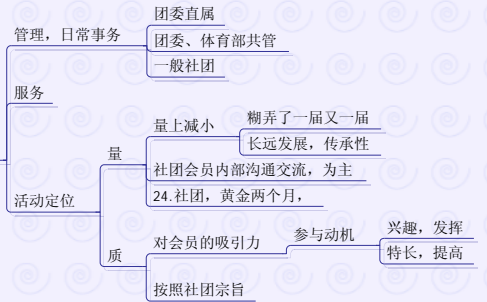 管理，日常事务
团委直属
团委、体育部共管
一般社团
服务
活动定位
量
量上减小
糊弄了一届又一届
长远发展，传承性
社团会员内部沟通交流，为主
24.社团，黄金两个月，
质
对会员的吸引力
参与动机
兴趣，发挥
特长，提高
按照社团宗旨